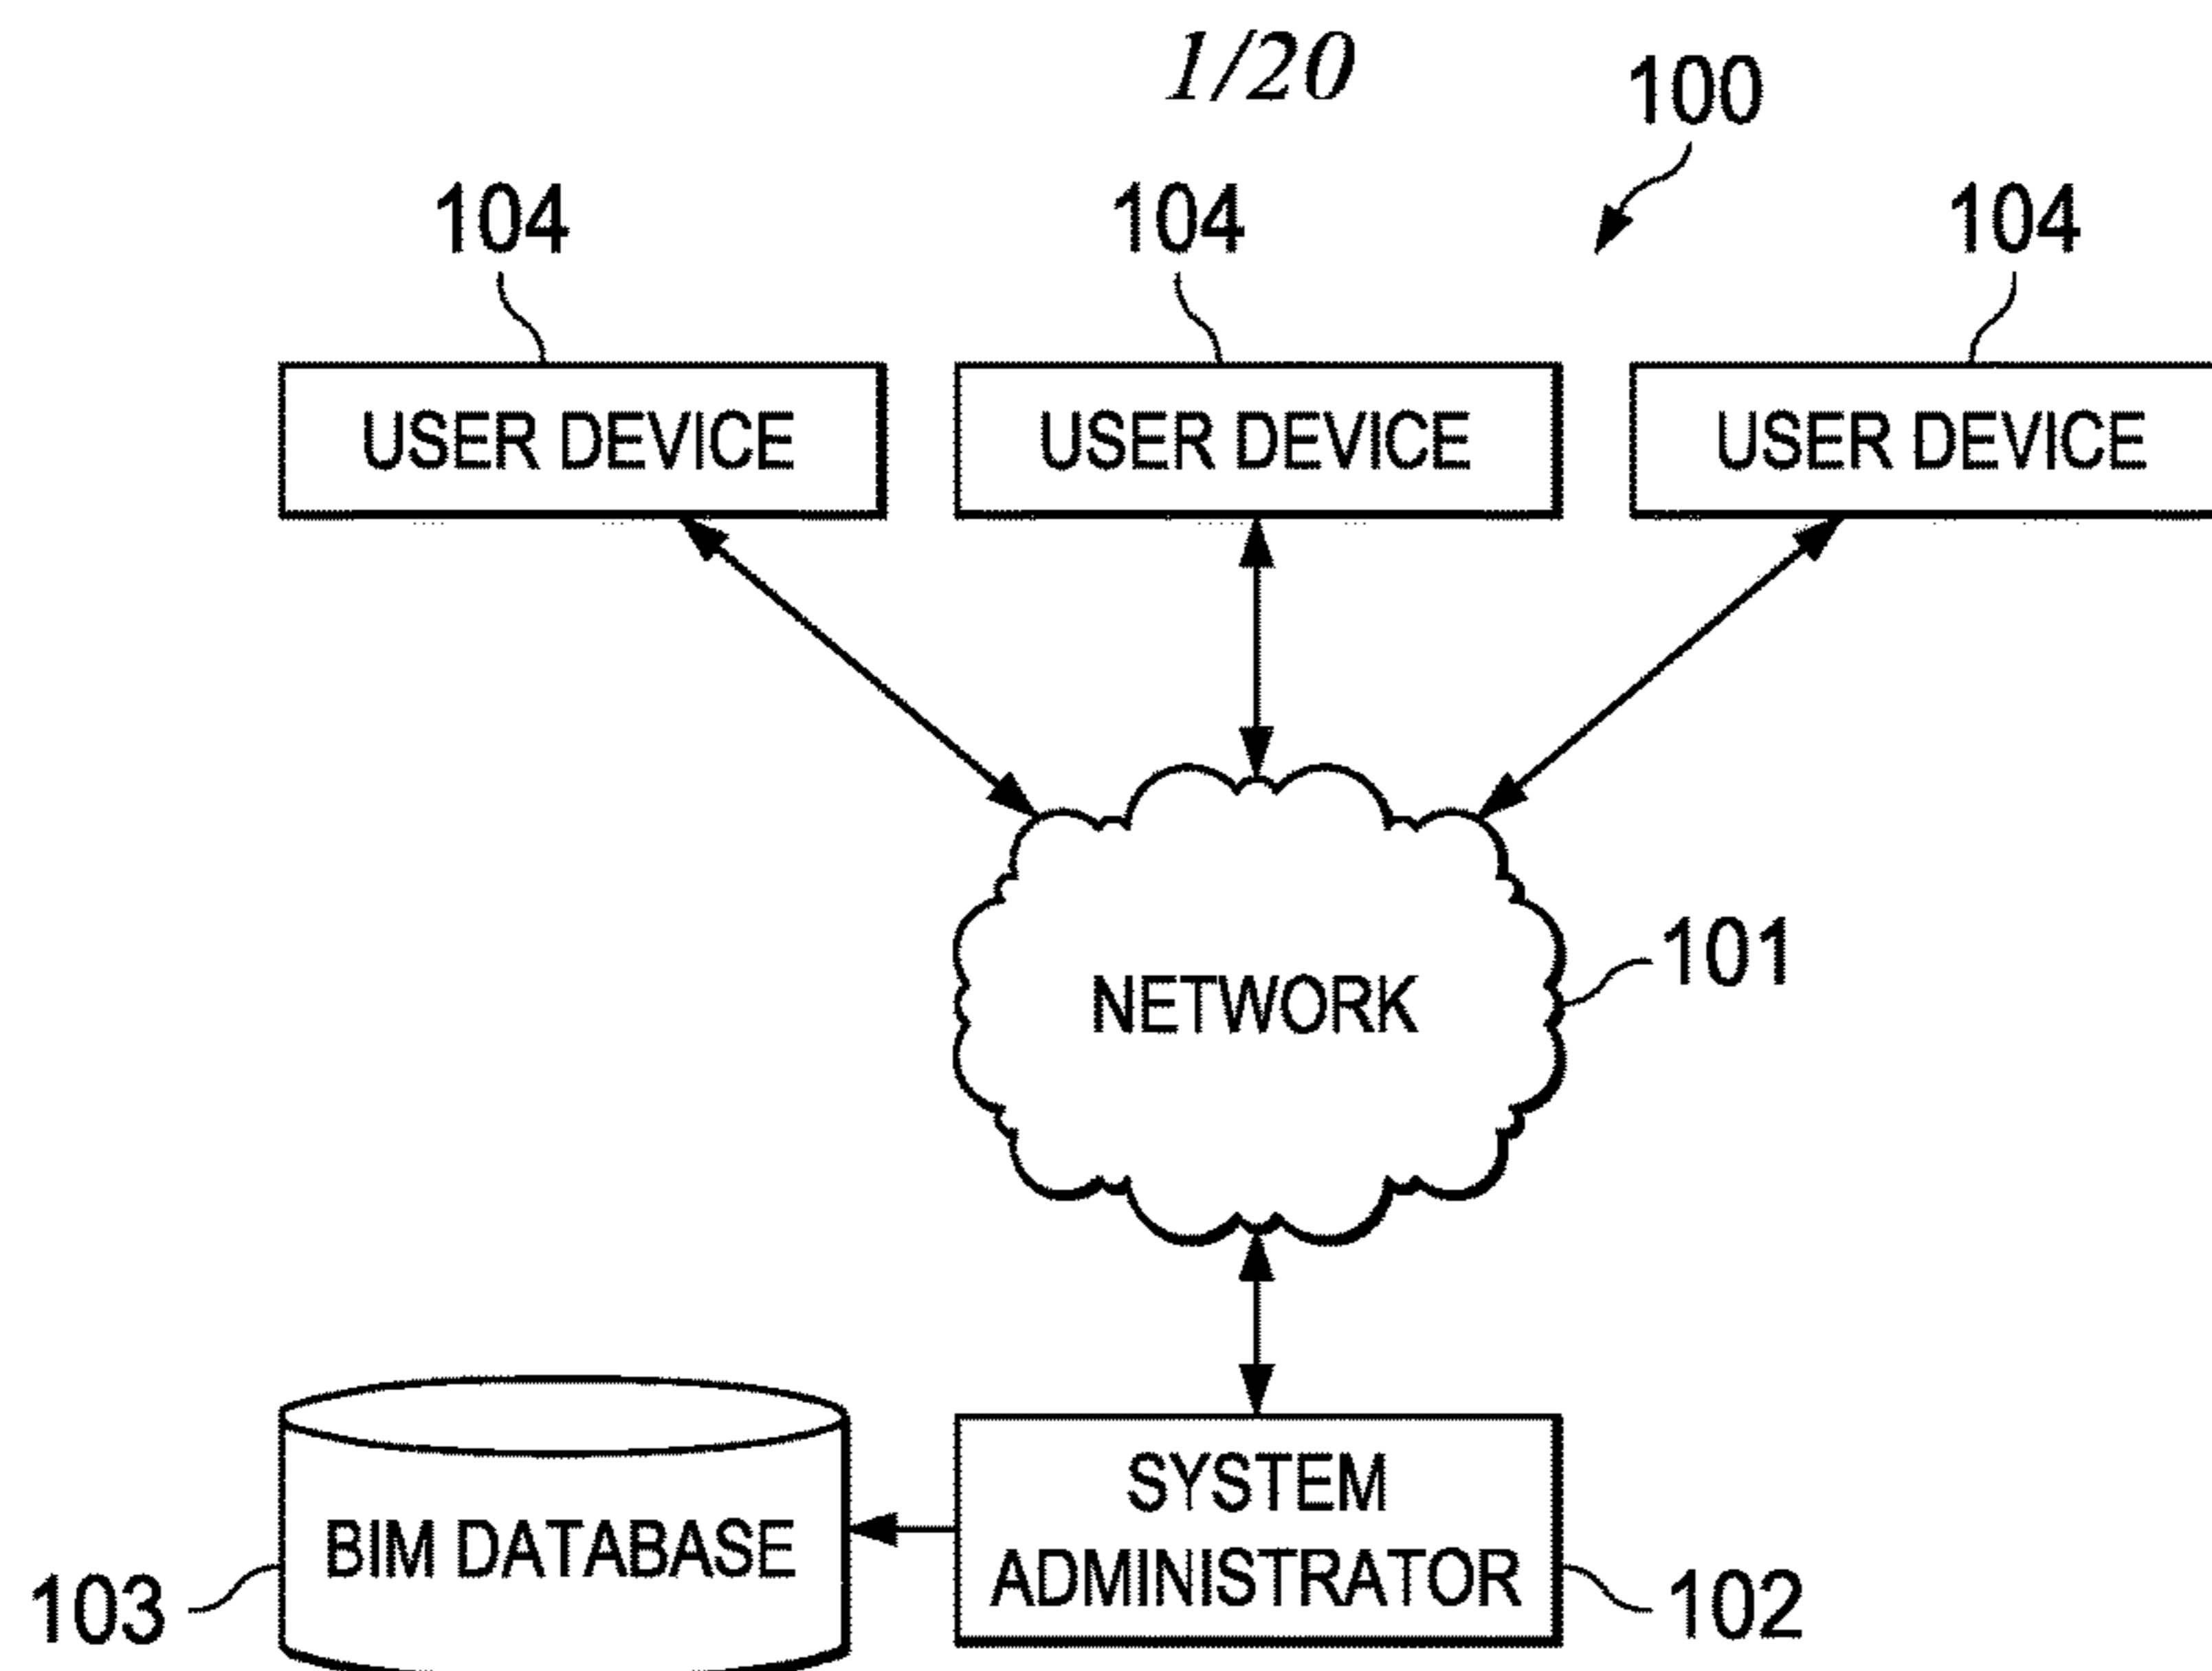 1/20
100
104
104
104
USER DEVICE
USER DEVICE
USER DEVICE
NETWORK
101
BIM DATABASE
SYSTEM
ADMINISTRATOR
103
102